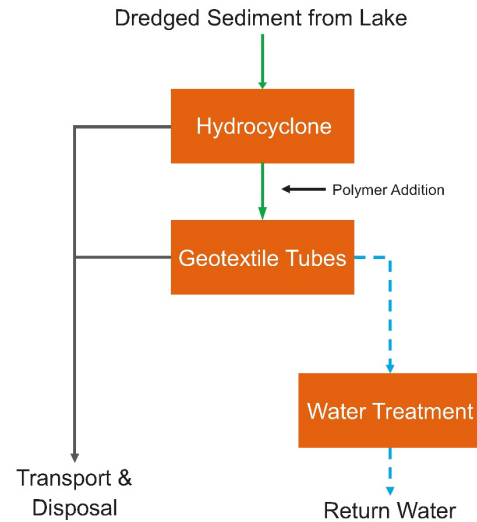 Dredged Sediment from Lake
Hydrocyclone
Polymer Addition
Geotextile Tubes
Water Treatment
Transport &
Disposal
Return Water